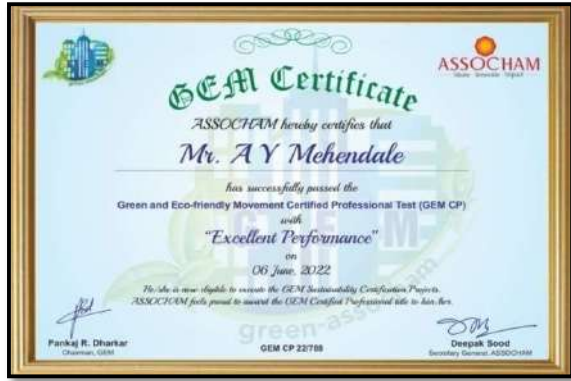 ASSOCHAM
GEM Certificate
ASSOCHAM hereby certifies that
Mr. A Y Mehendale
has successfully passed the
Green and Eco-friendly Movement Certified Professional Test (GEM CP)
with
"Excellent Performance"
on
06 June, 2022
He/she is now eligible to execute the GEM Sustainability Certification Projects.
ASSOCHAM feels proud to award the GEM Certified Professional title to him/her.
green-assocham
Pankaj R. Dharkar
Chairman, GEM
GEM CP 22/788
Deepak Sood
Secretary General, ASSOCHAM